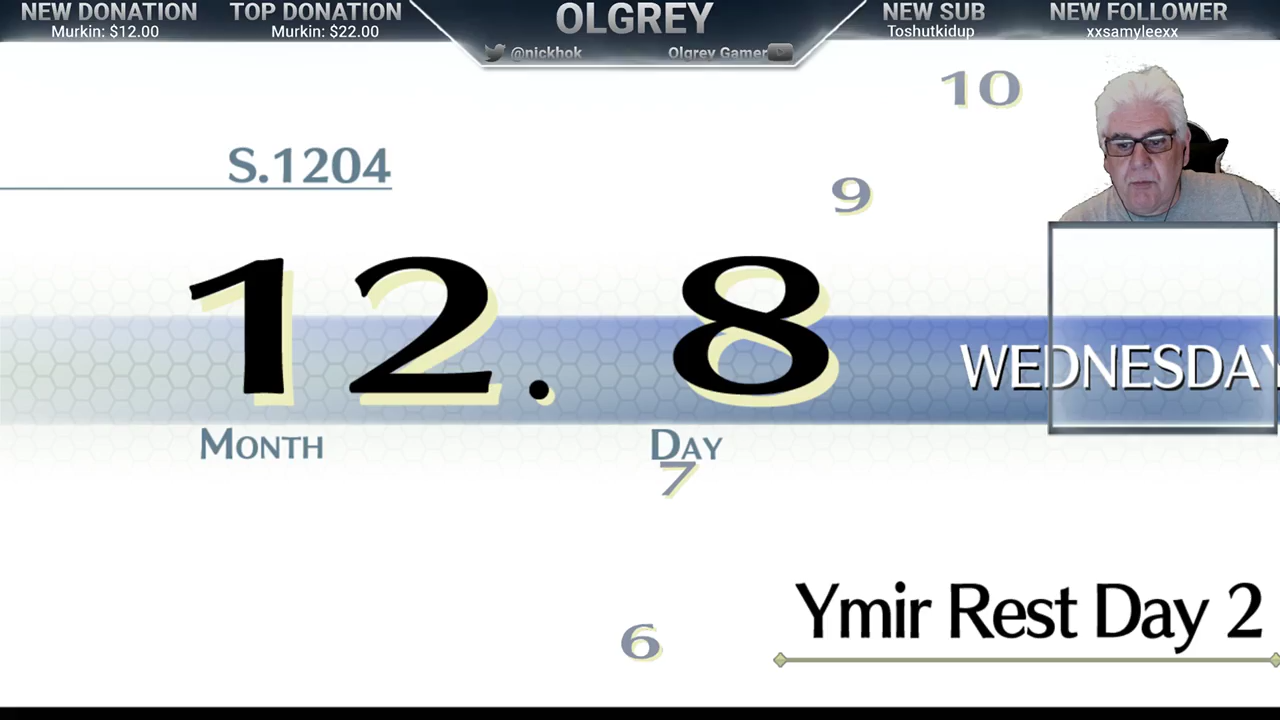 NEW DONATION
Murkin: $12.00
TOP DONATION
Murkin: $22.00
OLGREY
@nickhok
Olgrey Gamer
NEW SUB
Toshutkidup
NEW FOLLOWER
xxsamyleexx
10
S.1204
9
12. 8
WEDNESDAY
MONTH
DAY
7
Ymir Rest Day 2
6